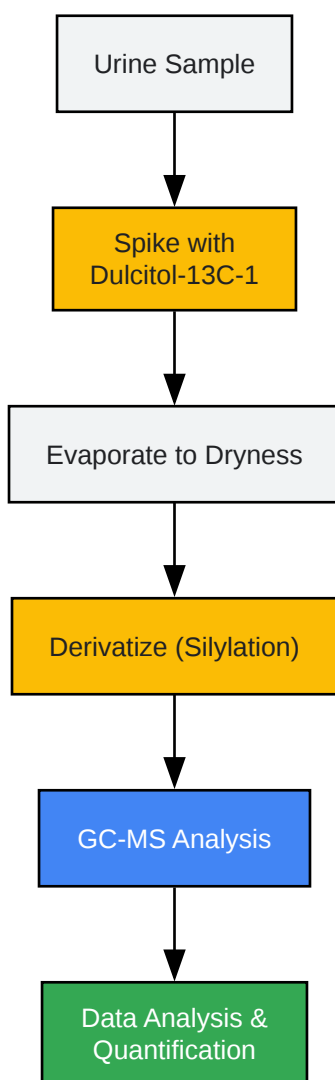 Urine Sample
Spike with
Dulcitol-13C-1
Evaporate to Dryness
Derivatize (Silylation)
GC-MS Analysis
Data Analysis &
Quantification